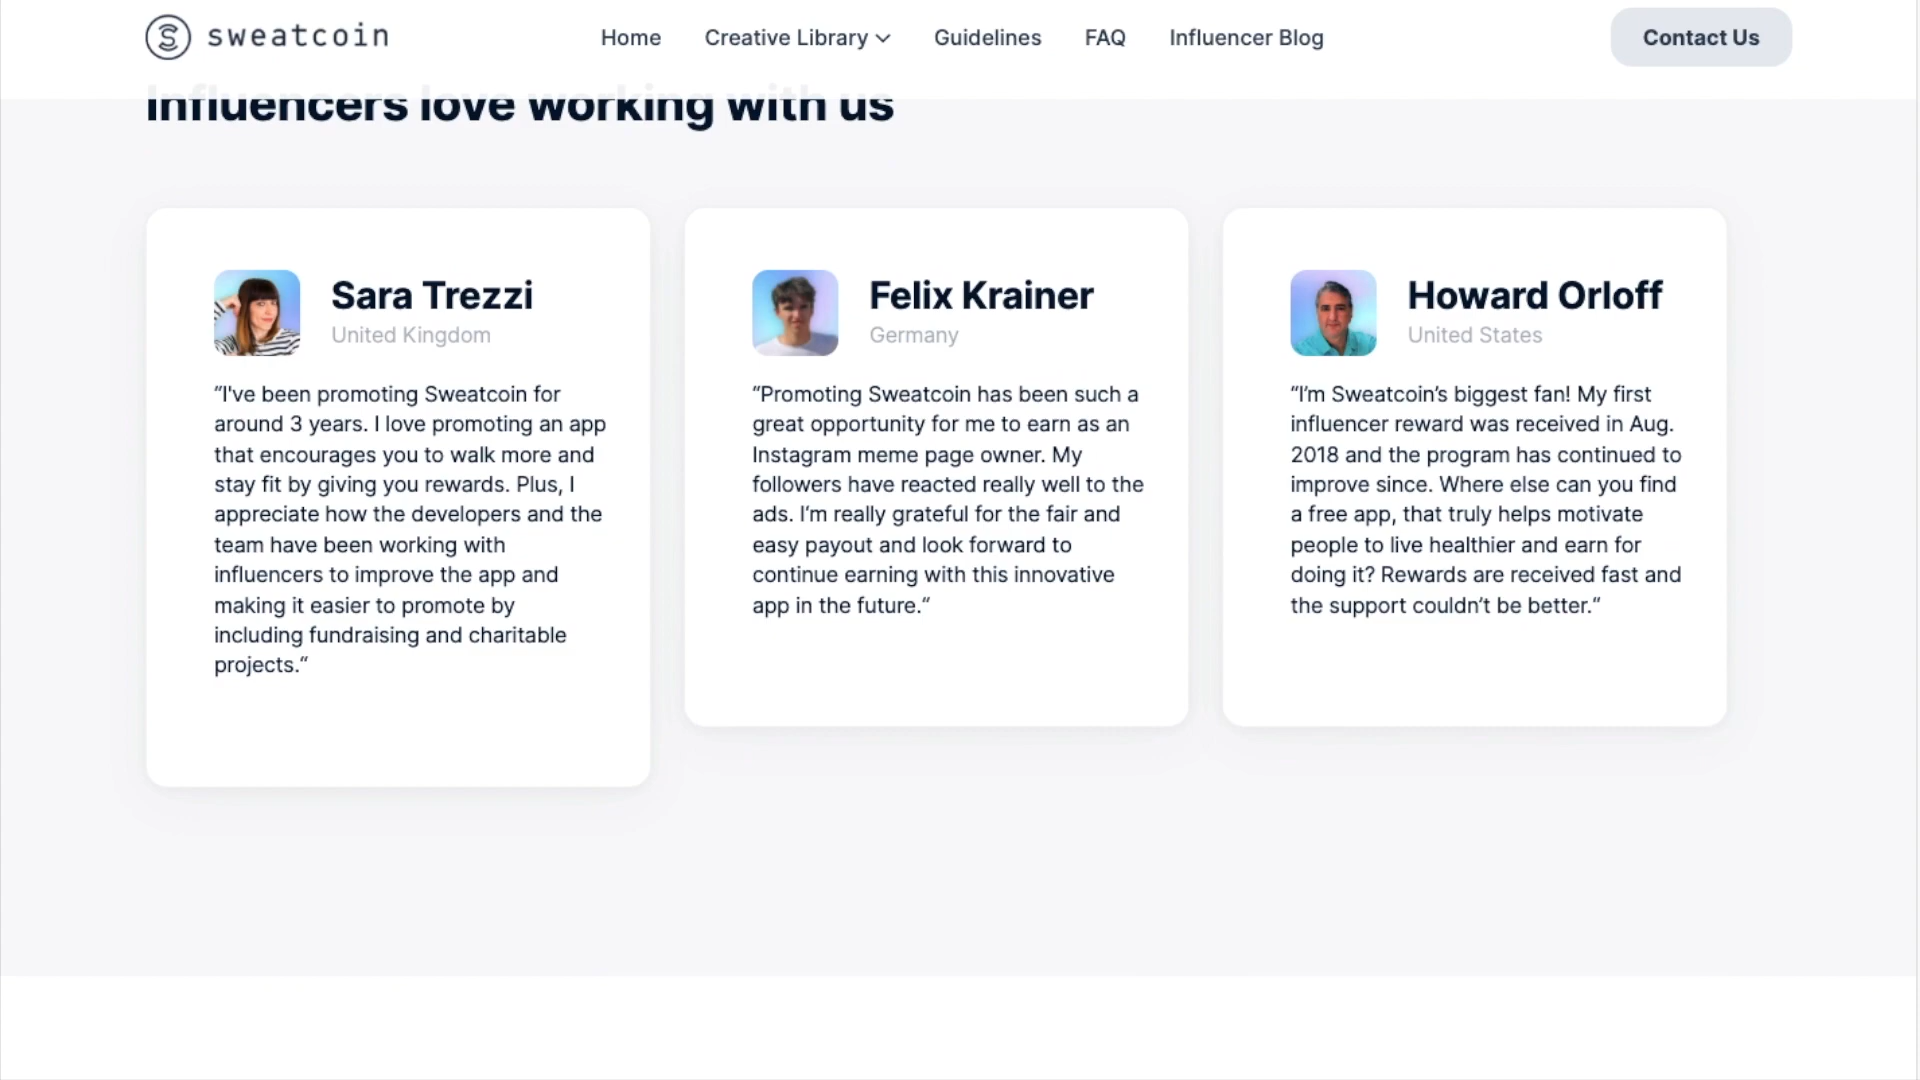 sweatcoin
Home
Creative Library
Guidelines
FAQ
Influencer Blog
Contact Us
Influencers love working with us
Sara Trezzi
United Kingdom
“I've been promoting Sweatcoin for
around 3 years. I love promoting an app
that encourages you to walk more and
stay fit by giving you rewards. Plus, I
appreciate how the developers and the
team have been working with
influencers to improve the app and
making it easier to promote by
including fundraising and charitable
projects.“
Felix Krainer
Germany
“Promoting Sweatcoin has been such a
great opportunity for me to earn as an
Instagram meme page owner. My
followers have reacted really well to the
ads. I’m really grateful for the fair and
easy payout and look forward to
continue earning with this innovative
app in the future.“
Howard Orloff
United States
“I’m Sweatcoin’s biggest fan! My first
influencer reward was received in Aug.
2018 and the program has continued to
improve since. Where else can you find
a free app, that truly helps motivate
people to live healthier and earn for
doing it? Rewards are received fast and
the support couldn’t be better.“